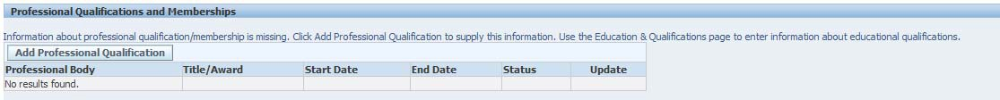 Professional Qualifications and Memberships
Information about professional qualification/membership is missing. Click Add Professional Qualification to supply this information. Use the Education & Qualifications page to enter information about educational qualifications.
Add Professional Qualification
Professional Body Title/Award Start Date End Date Status Update
No results found.